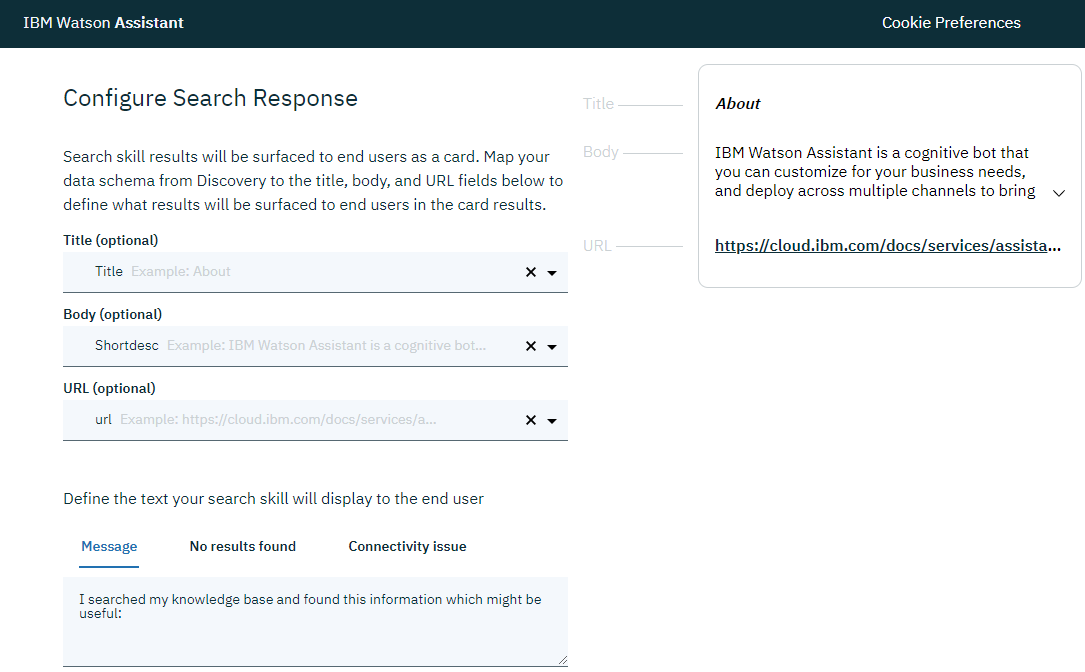 IBM Watson Assistant
Cookie Preferences
Configure Search Response
Search skill results will be surfaced to end users as a card. Map your
data schema from Discovery to the title, body, and URL fields below to
define what results will be surfaced to end users in the card results.
Title (optional)
Title Example: About
Body (optional)
Shortdesc Example: IBM Watson Assistant is a cognitive bot...
URL (optional)
url Example: https://cloud.ibm.com/docs/services/a...
Define the text your search skill will display to the end user
Message No results found Connectivity issue
I searched my knowledge base and found this information which might be
useful:
Title
About
Body
IBM Watson Assistant is a cognitive bot that
you can customize for your business needs,
and deploy across multiple channels to bring
URL
https://cloud.ibm.com/docs/services/assista...